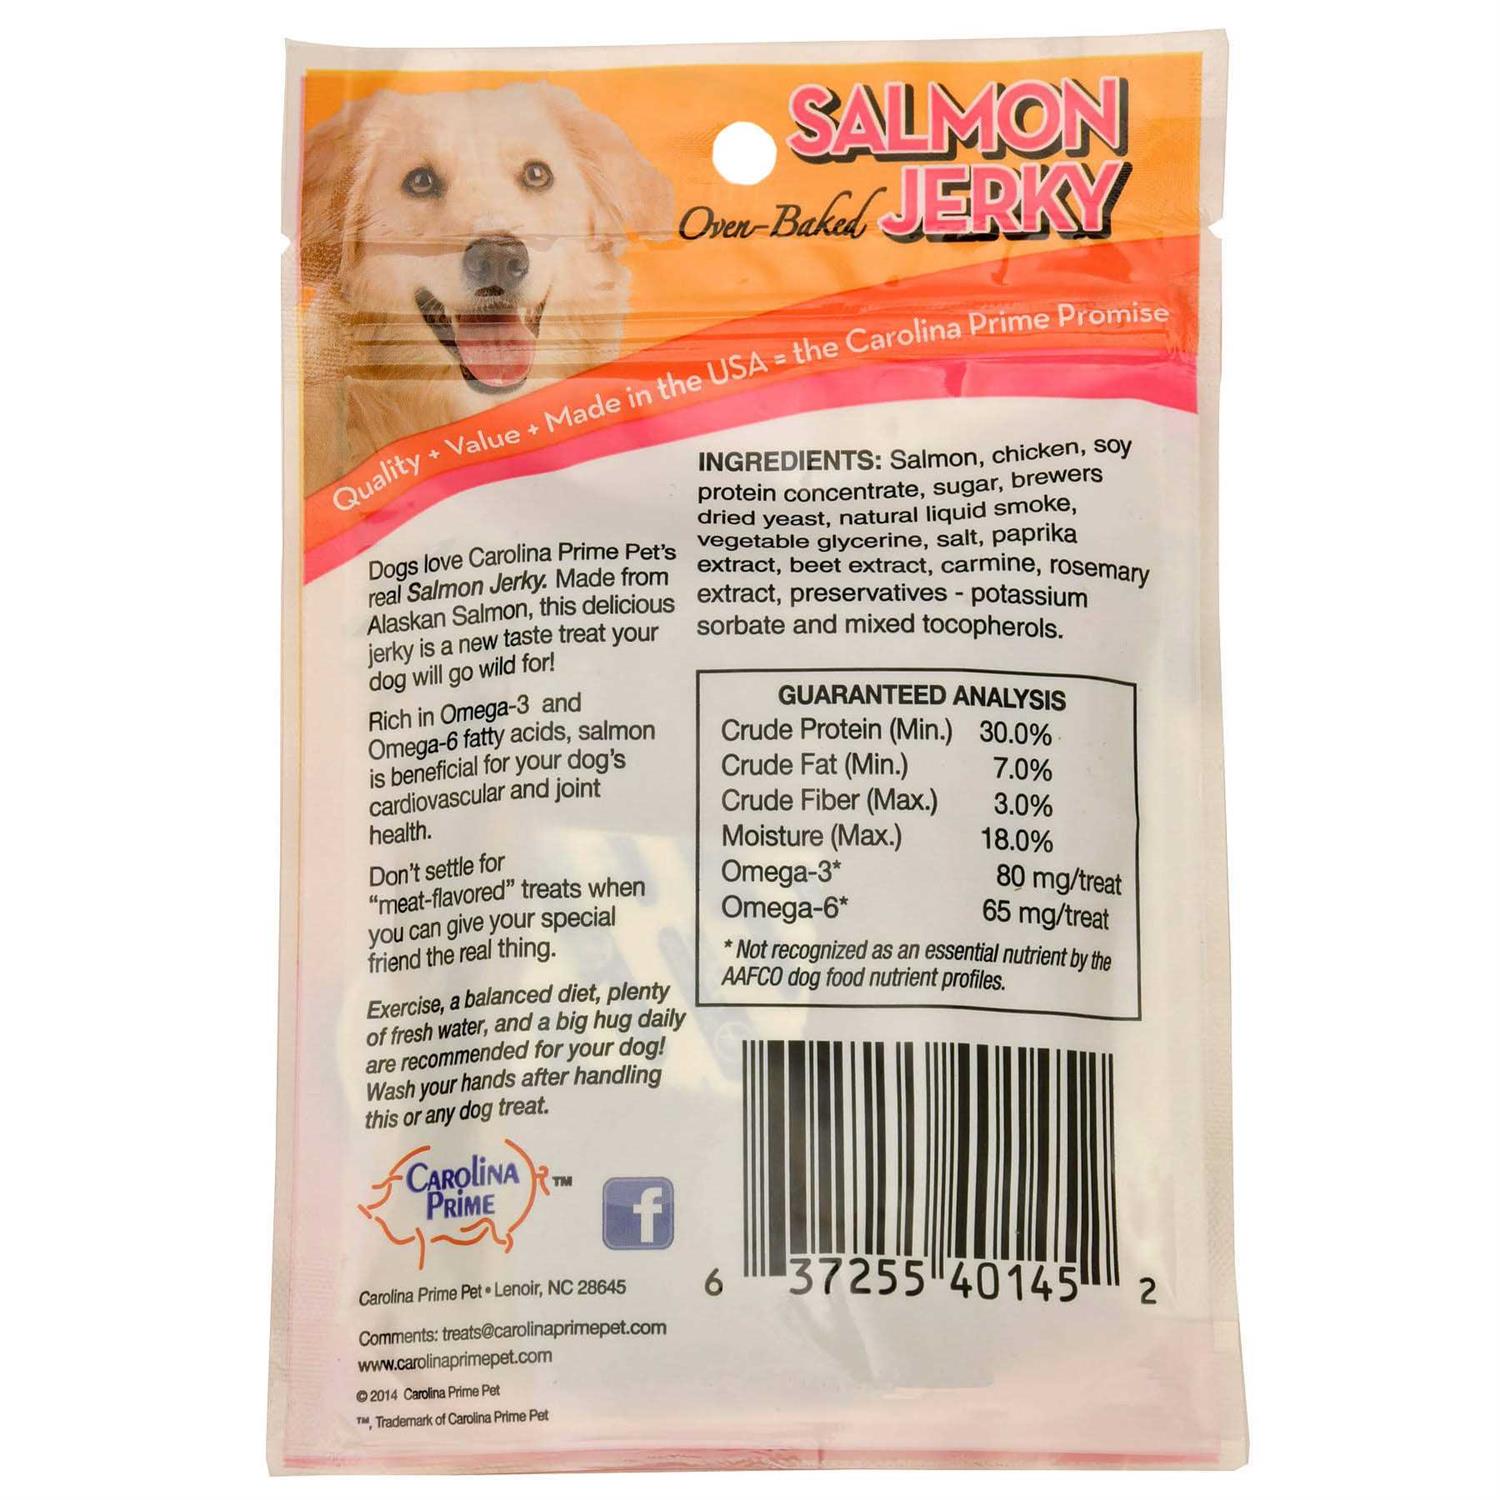 SALMON
Oven-Baked JERKY
Quality + Value + Made in the USA = the Carolina Prime Promise
Dogs love Carolina Prime Pet's
real Salmon Jerky. Made from
Alaskan Salmon, this delicious
jerky is a new taste treat your
dog will go wild for!
Rich in Omega-3 and
Omega-6 fatty acids, salmon
is beneficial for your dog's
cardiovascular and joint
health.
Don't settle for
"meat-flavored" treats when
you can give your special
friend the real thing.
Exercise, a balanced diet, plenty
of fresh water, and a big hug daily
are recommended for your dog!
Wash your hands after handling
this or any dog treat.
CAROLINA
PRIME TM
f
Carolina Prime Pet • Lenoir, NC 28645
Comments: treats@carolinaprimepet.com
www.carolinaprimepet.com
© 2014 Carolina Prime Pet
TM, Trademark of Carolina Prime Pet
INGREDIENTS: Salmon, chicken, soy
protein concentrate, sugar, brewers
dried yeast, natural liquid smoke,
vegetable glycerine, salt, paprika
extract, beet extract, carmine, rosemary
extract, preservatives - potassium
sorbate and mixed tocopherols.
GUARANTEED ANALYSIS
Crude Protein (Min.) 30.0%
Crude Fat (Min.) 7.0%
Crude Fiber (Max.) 3.0%
Moisture (Max.) 18.0%
Omega-3* 80 mg/treat
Omega-6* 65 mg/treat
* Not recognized as an essential nutrient by the
AAFCO dog food nutrient profiles.
6 37255 40145 2